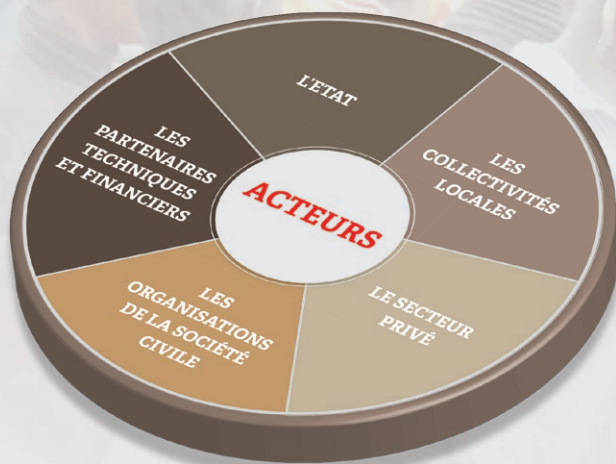 L'ETAT
LES
COLLECTIVITÉS
LOCALES
LE SECTEUR
PRIVÉ
LES
ORGANISATIONS
DE LA SOCIÉTÉ
CIVILE
LES
PARTENAIRES
TECHNIQUES
ET FINANCIERS
ACTEURS